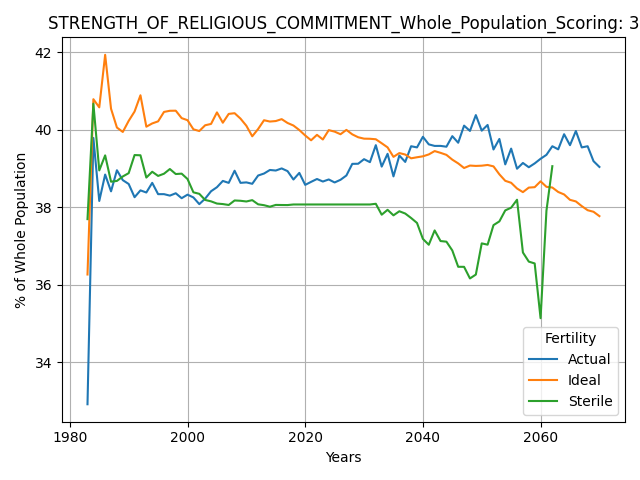 STRENGTH_OF_RELIGIOUS_COMMITMENT_Whole_Population_Scoring: 3
42
40
38
36
34
% of Whole Population
1980
2000
2020
2040
2060
Years
Fertility
Actual
Ideal
Sterile